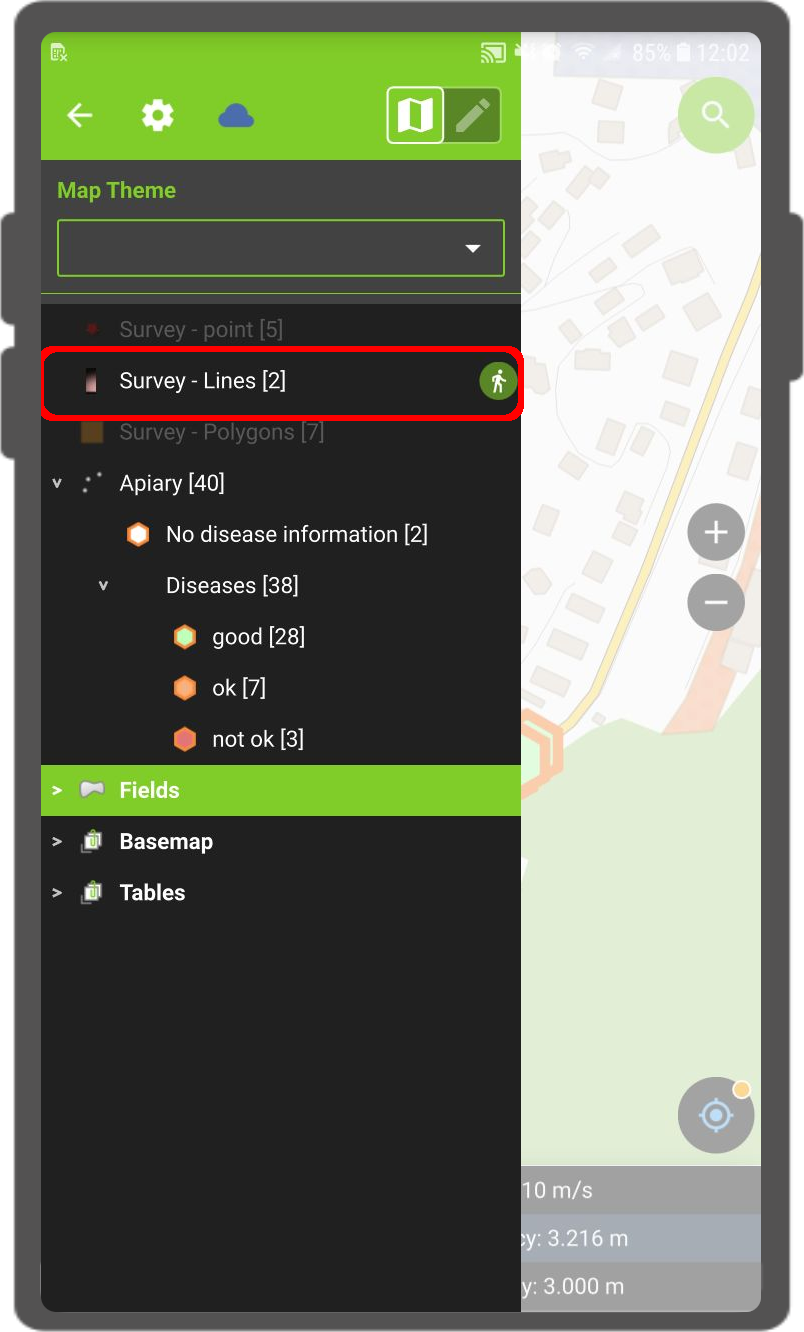 85% 12:02
Map Theme
Survey - point [5]
Survey - Lines [2]
Survey - Polygons [7]
Apiary [40]
No disease information [2]
Diseases [38]
good [28]
ok [7]
not ok [3]
Fields
Basemap
Tables
10 m/s
cy: 3.216 m
y: 3.000 m